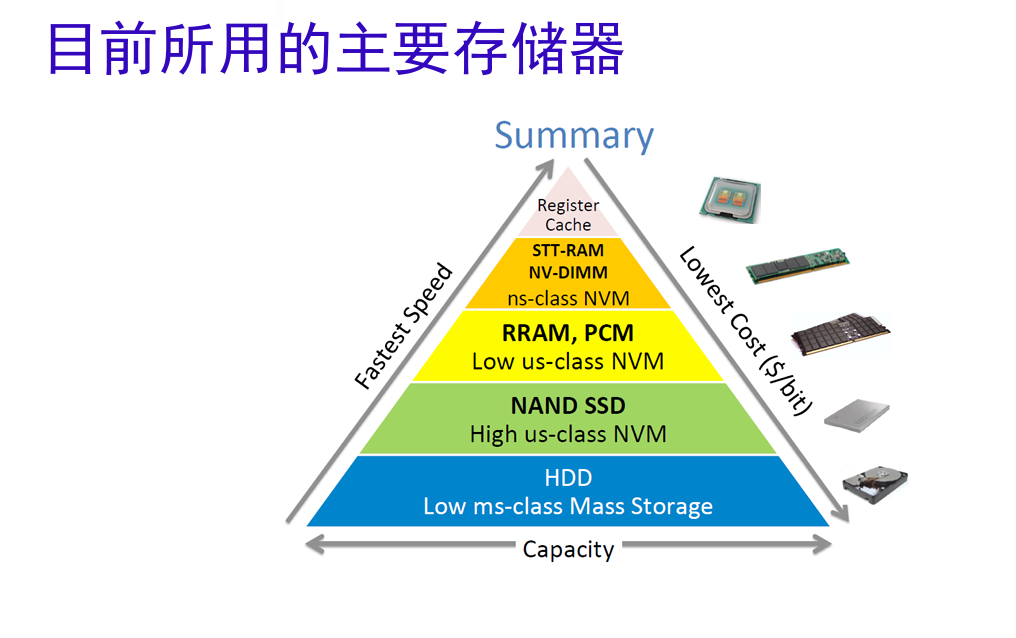 目前所用的主要存储器
Summary
Register
Cache
STT-RAM
NV-DIMM
ns-class NVM
RRAM, PCM
Low us-class NVM
NAND SSD
High us-class NVM
HDD
Low ms-class Mass Storage
Fastest Speed
Lowest Cost ($/bit)
Capacity